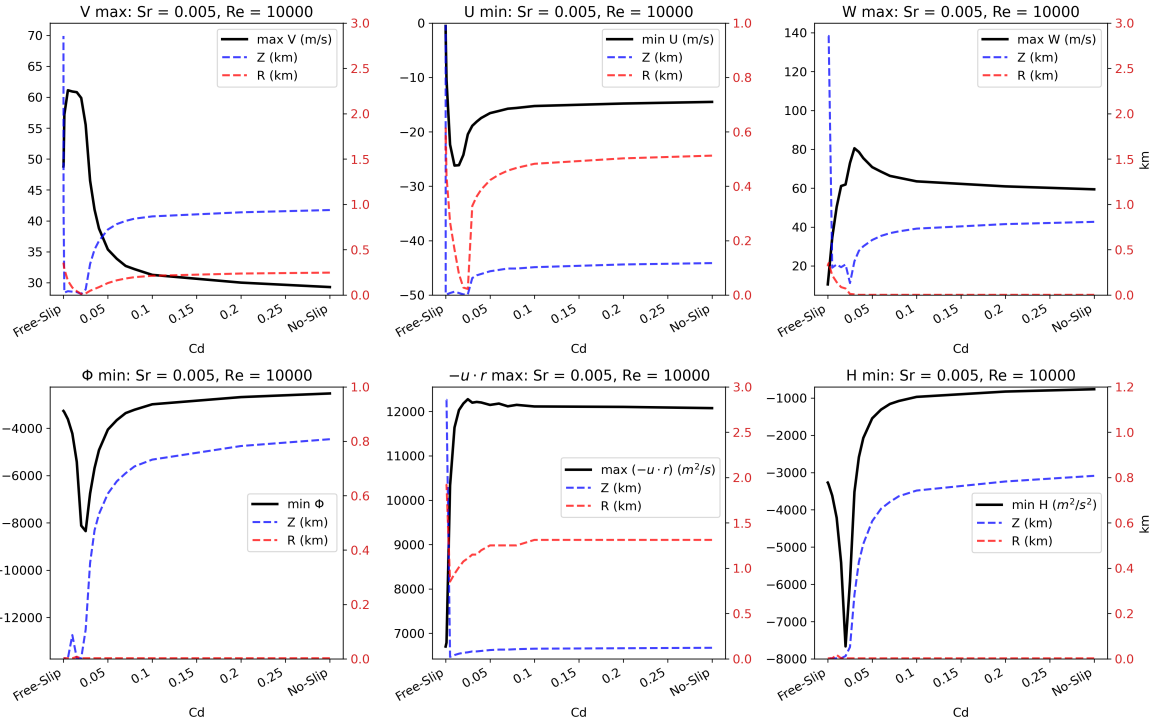 V max: Sr = 0.005, Re = 10000
70
65
60
55
50
45
40
35
30
3.0
2.5
2.0
1.5
1.0
0.5
0.0
max V (m/s)
Z (km)
R (km)
Free-Slip
0.05
0.1
0.15
0.2
0.25
No-Slip
Cd
U min: Sr = 0.005, Re = 10000
0
−10
−20
−30
−40
−50
1.0
0.8
0.6
0.4
0.2
0.0
min U (m/s)
Z (km)
R (km)
Free-Slip
0.05
0.1
0.15
0.2
0.25
No-Slip
Cd
W max: Sr = 0.005, Re = 10000
140
120
100
80
60
40
20
3.0
2.5
2.0
1.5
1.0
0.5
0.0
km
max W (m/s)
Z (km)
R (km)
Free-Slip
0.05
0.1
0.15
0.2
0.25
No-Slip
Cd
Φ min: Sr = 0.005, Re = 10000
−4000
−6000
−8000
10000
12000
1.0
0.8
0.6
0.4
0.2
0.0
min Φ
Z (km)
R (km)
Free-Slip
0.05
0.1
0.15
0.2
0.25
No-Slip
Cd
−u · r max: Sr = 0.005, Re = 10000
12000
11000
10000
9000
8000
7000
3.0
2.5
2.0
1.5
1.0
0.5
0.0
max (−u · r) (m²/s)
Z (km)
R (km)
Free-Slip
0.05
0.1
0.15
0.2
0.25
No-Slip
Cd
H min: Sr = 0.005, Re = 10000
−1000
−2000
−3000
−4000
−5000
−6000
−7000
−8000
1.2
1.0
0.8
0.6
0.4
0.2
0.0
km
min H (m²/s²)
Z (km)
R (km)
Free-Slip
0.05
0.1
0.15
0.2
0.25
No-Slip
Cd